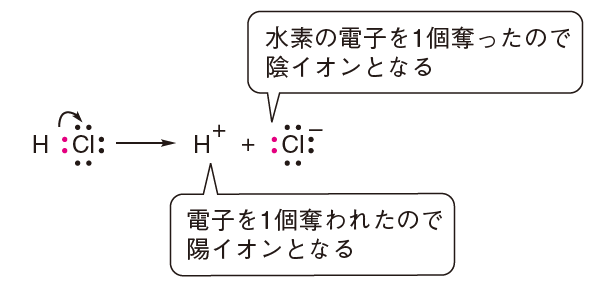 水素の電子を1個奪ったので
陰イオンとなる
H :Cl: → H⁺ + :Cl:⁻
電子を1個奪われたので
陽イオンとなる